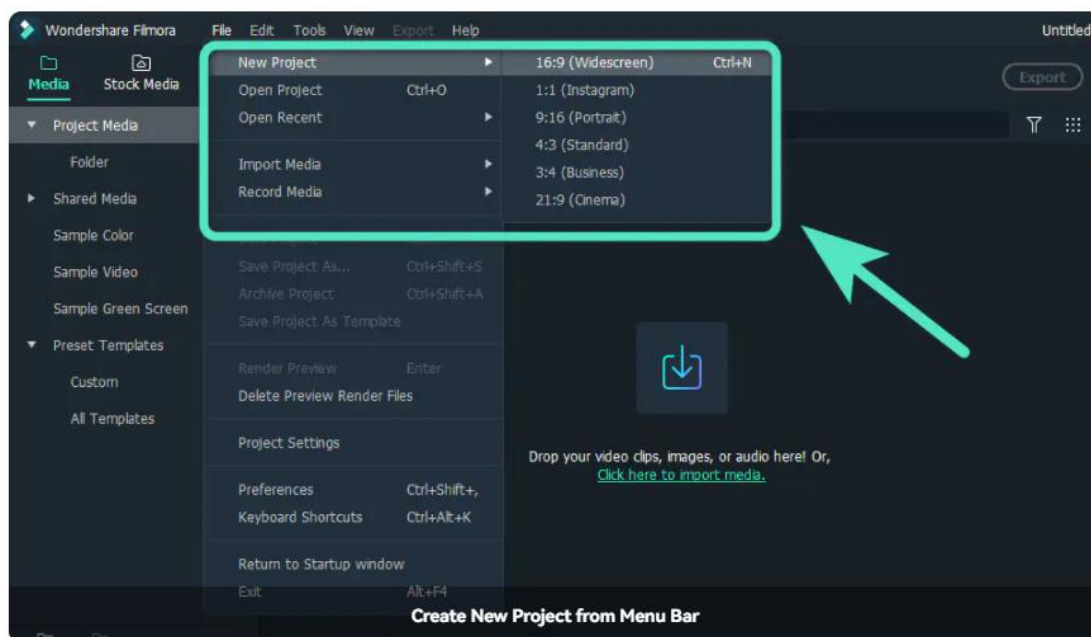 Wondershare Filmora
File Edit Tools View Export Help
Untitled
Media
Stock Media
Export
Project Media
Folder
Shared Media
Sample Color
Sample Video
Sample Green Screen
Preset Templates
Custom
All Templates
New Project
Open Project Ctrl+O
Open Recent
Import Media
Record Media
Save Project As... Ctrl+Shift+S
Archive Project Ctrl+Shift+A
Save Project As Template
Render Preview Enter
Delete Preview Render Files
Project Settings
Preferences Ctrl+Shift+,
Keyboard Shortcuts Ctrl+Alt+K
Return to Startup window
Exit Alt+F4
16:9 (Widescreen) Ctrl+N
1:1 (Instagram)
9:16 (Portrait)
4:3 (Standard)
3:4 (Business)
21:9 (Cinema)
Drop your video clips, images, or audio here! Or,
Click here to import media.
Create New Project from Menu Bar